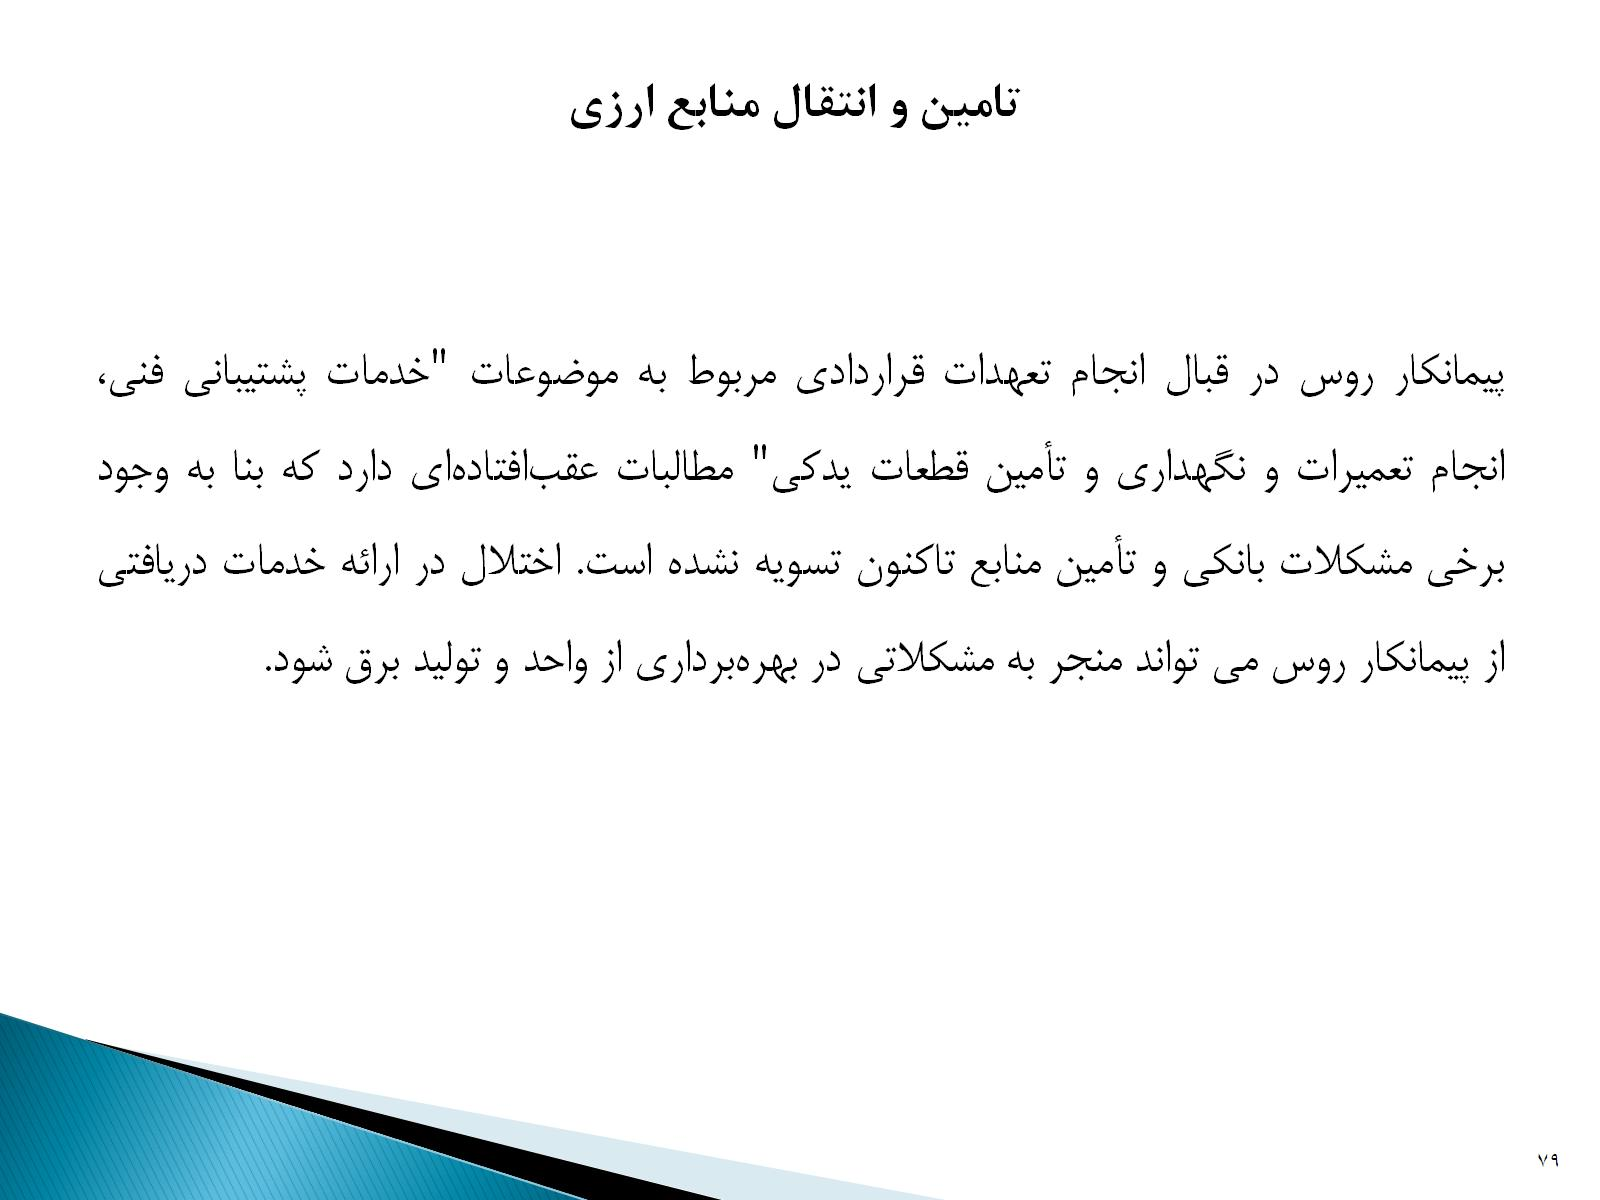 تامین و انتقال منابع ارزی
پیمانکار روس در قبال انجام تعهدات قراردادی مربوط به موضوعات "خدمات پشتیبانی فنی،
انجام تعمیرات و نگهداری و تأمین قطعات یدکی" مطالبات عقب‌افتاده‌ای دارد که بنا به وجود
برخی مشکلات بانکی و تأمین منابع تاکنون تسویه نشده است. اختلال در ارائه خدمات دریافتی
از پیمانکار روس می تواند منجر به مشکلاتی در بهره‌برداری از واحد و تولید برق شود.
۷۹